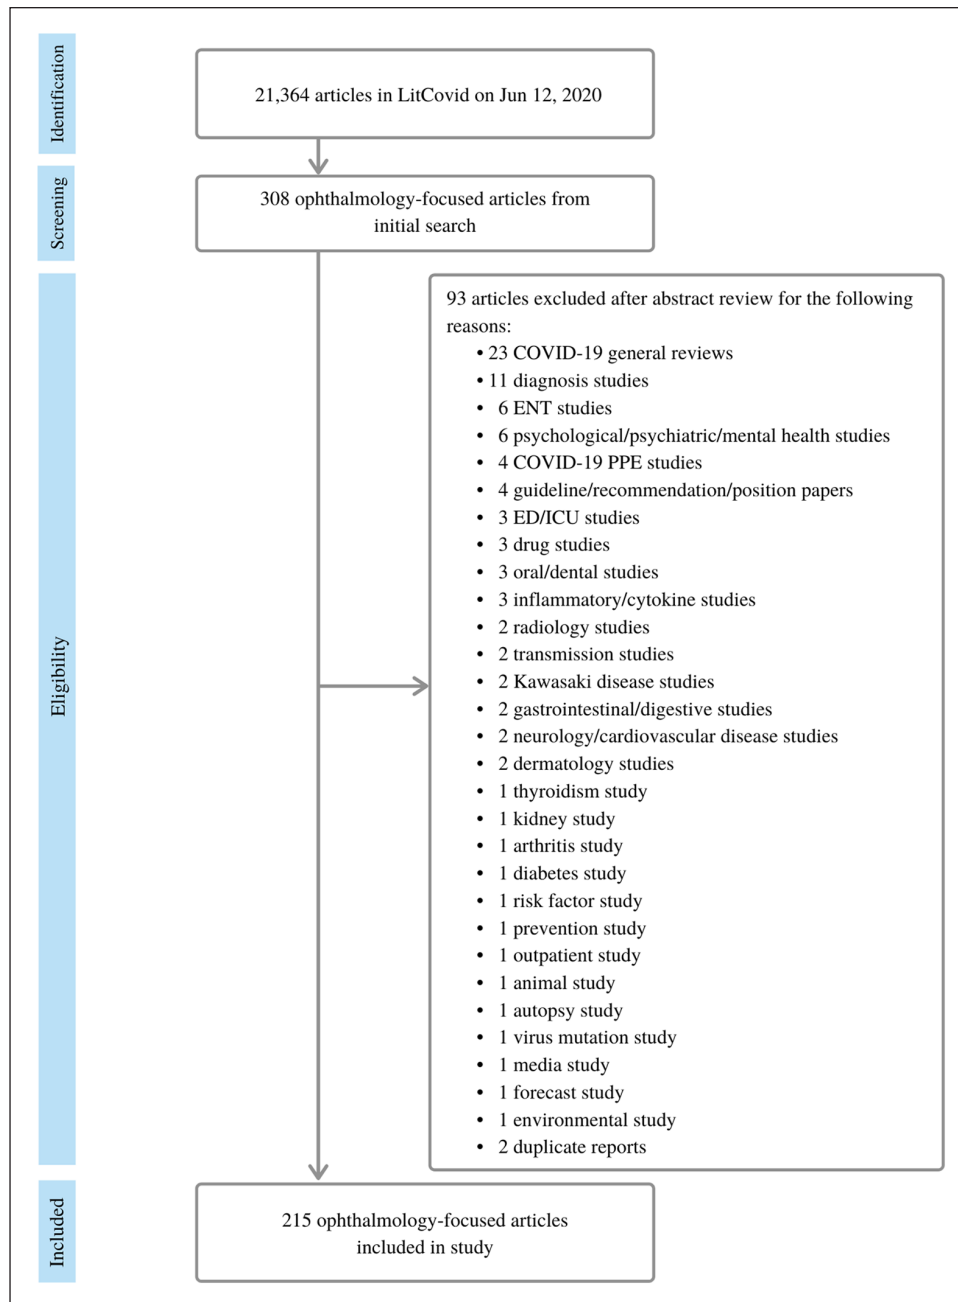 Identification
21,364 articles in LitCovid on Jun 12, 2020
Screening
308 ophthalmology-focused articles from
initial search
Eligibility
93 articles excluded after abstract review for the following
reasons:
• 23 COVID-19 general reviews
• 11 diagnosis studies
• 6 ENT studies
• 6 psychological/psychiatric/mental health studies
• 4 COVID-19 PPE studies
• 4 guideline/recommendation/position papers
• 3 ED/ICU studies
• 3 drug studies
• 3 oral/dental studies
• 3 inflammatory/cytokine studies
• 2 radiology studies
• 2 transmission studies
• 2 Kawasaki disease studies
• 2 gastrointestinal/digestive studies
• 2 neurology/cardiovascular disease studies
• 2 dermatology studies
• 1 thyroidism study
• 1 kidney study
• 1 arthritis study
• 1 diabetes study
• 1 risk factor study
• 1 prevention study
• 1 outpatient study
• 1 animal study
• 1 autopsy study
• 1 virus mutation study
• 1 media study
• 1 forecast study
• 1 environmental study
• 2 duplicate reports
Included
215 ophthalmology-focused articles
included in study